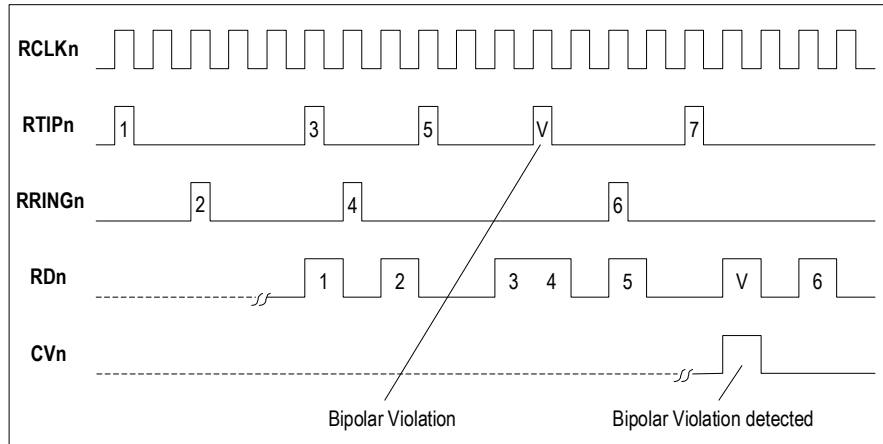 RCLKn
RTIPn 1 3 5 V 7
RRINGn 2 4 6
RDn 1 2 3 4 5 V 6
CVn
Bipolar Violation Bipolar Violation detected